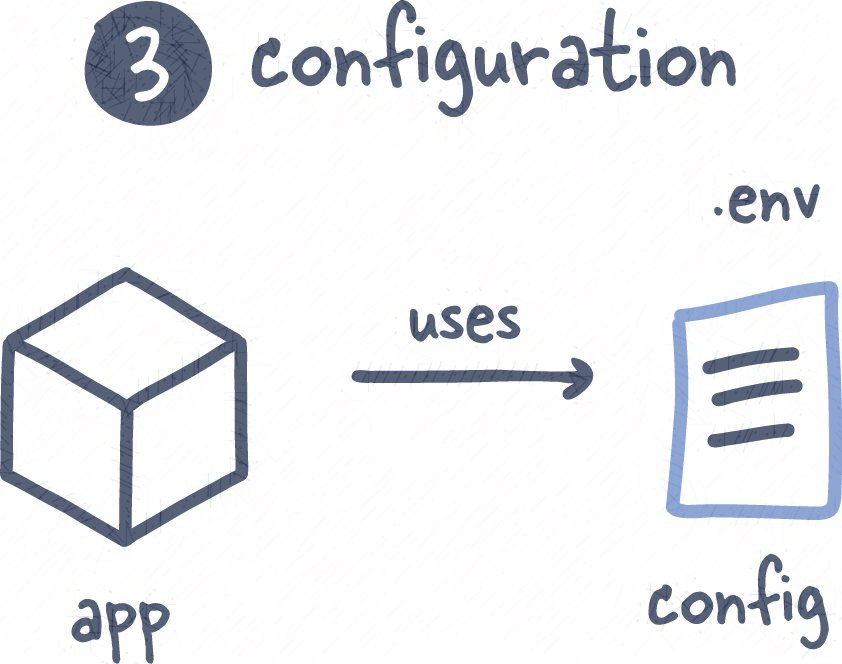 3 configuration
.env
uses
app
config